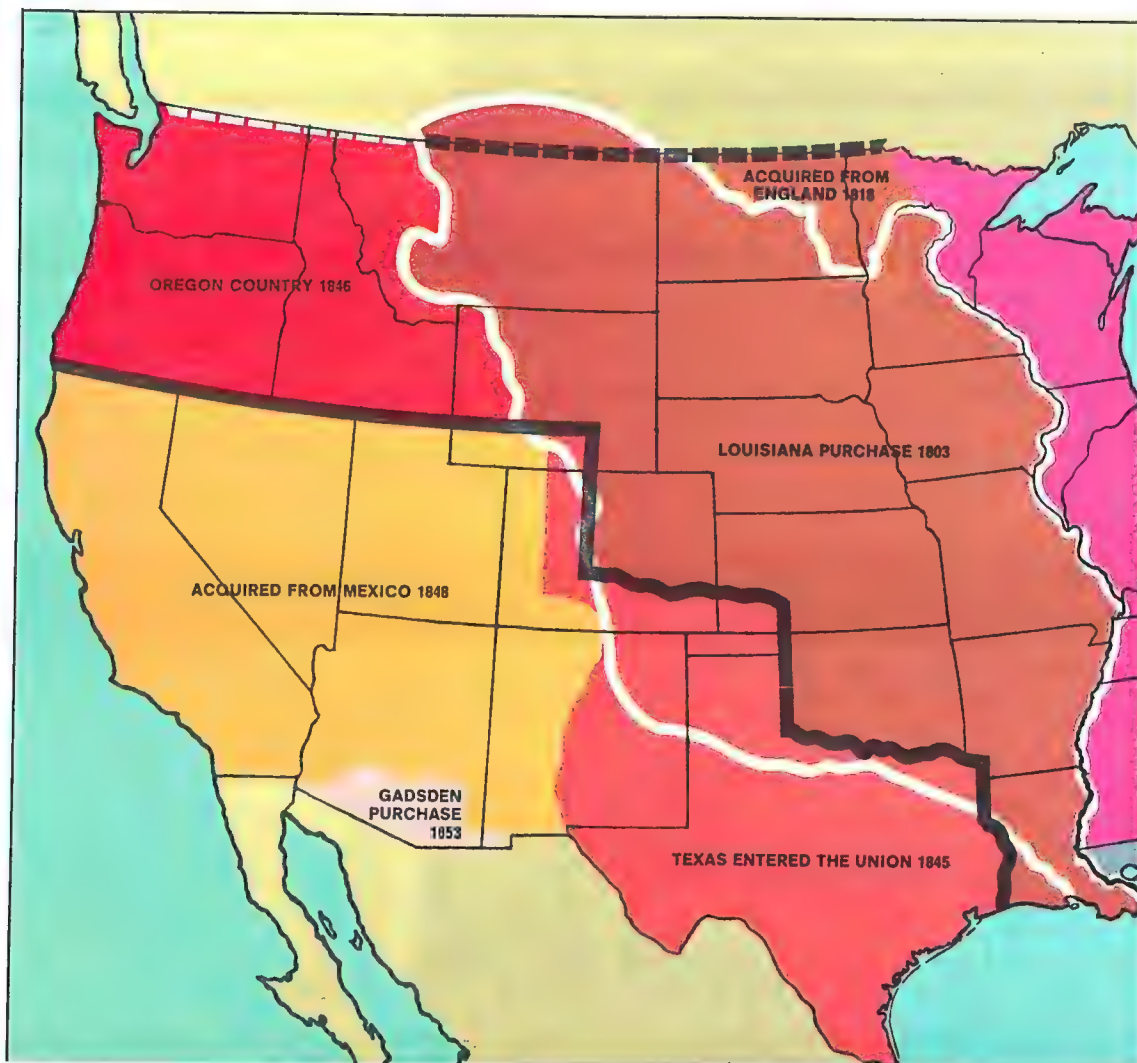 ACQUIRED FROM
ENGLAND 1818
OREGON COUNTRY 1846
LOUISIANA PURCHASE 1803
ACQUIRED FROM MEXICO 1848
GADSDEN
PURCHASE
1853
TEXAS ENTERED THE UNION 1845